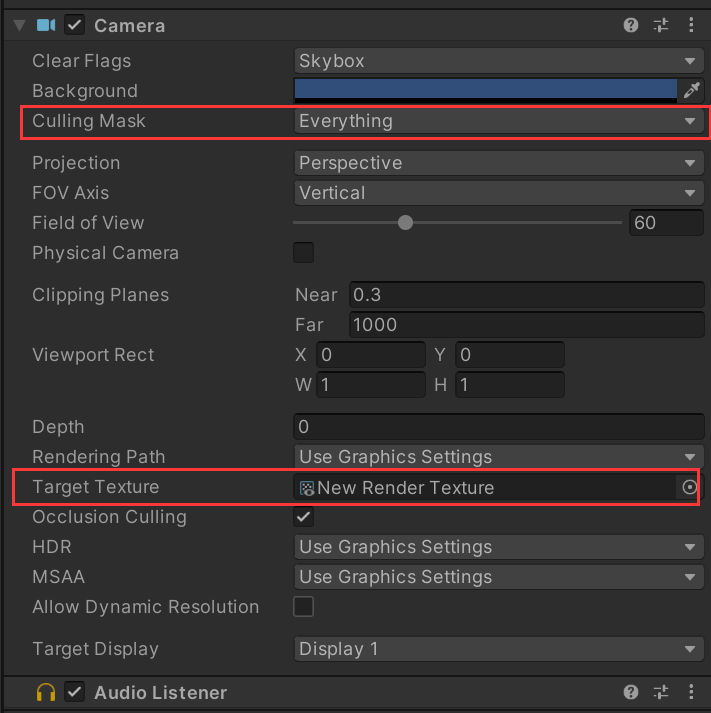 Camera
Clear Flags Skybox
Background
Culling Mask Everything
Projection Perspective
FOV Axis Vertical
Field of View 60
Physical Camera
Clipping Planes Near 0.3
Far 1000
Viewport Rect X 0 Y 0
W 1 H 1
Depth 0
Rendering Path Use Graphics Settings
Target Texture New Render Texture
Occlusion Culling
HDR Use Graphics Settings
MSAA Use Graphics Settings
Allow Dynamic Resolution
Target Display Display 1
Audio Listener